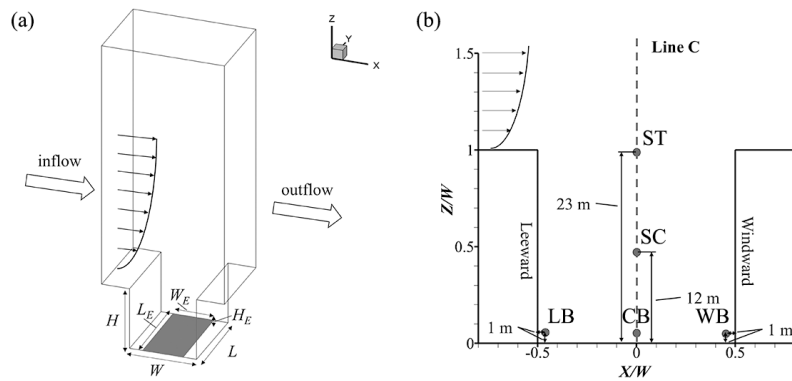 (a)
Z
Y
X
inflow
outflow
W_E
L_E
H_E
H
L
W
(b)
1.5
Line C
ST
1
Z/W
23 m
Leeward
Windward
SC
0.5
12 m
LB
CB
WB
1 m
1 m
0
-0.5
0
0.5
X/W